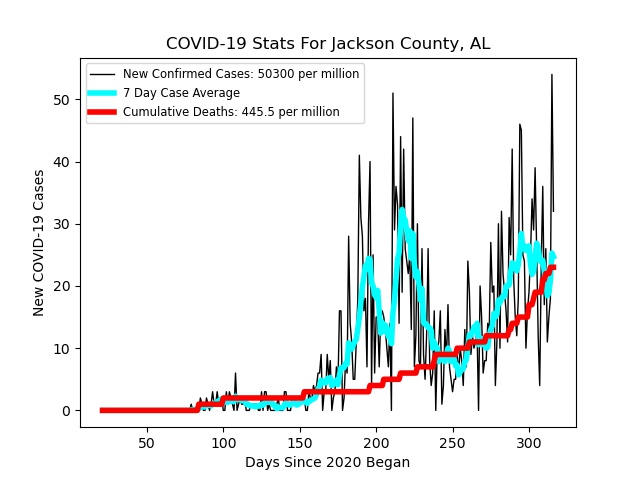 COVID-19 Stats For Jackson County, AL
New Confirmed Cases: 50300 per million
7 Day Case Average
Cumulative Deaths: 445.5 per million
New COVID-19 Cases
50
40
30
20
10
0
50
100
150
200
250
300
Days Since 2020 Began